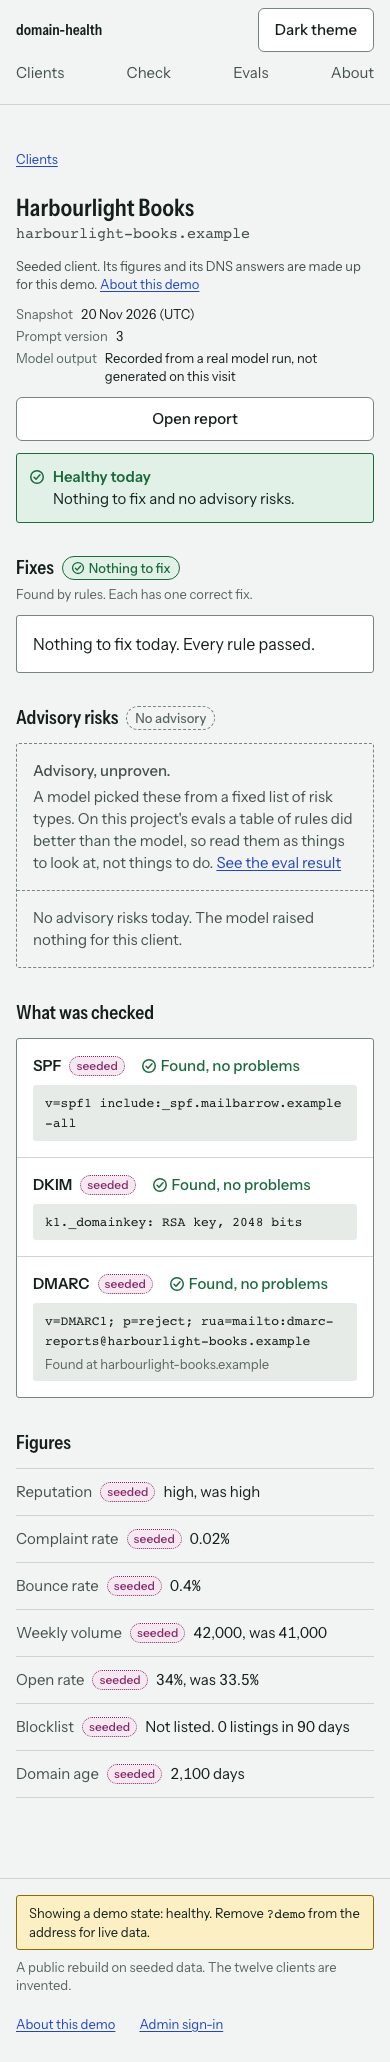 domain-health
Dark theme
Clients
Check
Evals
About
Clients
Harbourlight Books
harbourlight-books.example
Seeded client. Its figures and its DNS answers are made up
for this demo. About this demo
Snapshot 20 Nov 2026 (UTC)
Prompt version 3
Model output Recorded from a real model run, not
generated on this visit
Open report
Healthy today
Nothing to fix and no advisory risks.
Fixes Nothing to fix
Found by rules. Each has one correct fix.
Nothing to fix today. Every rule passed.
Advisory risks No advisory
Advisory, unproven.
A model picked these from a fixed list of risk
types. On this project's evals a table of rules did
better than the model, so read them as things
to look at, not things to do. See the eval result
No advisory risks today. The model raised
nothing for this client.
What was checked
SPF seeded Found, no problems
v=spf1 include:_spf.mailbarrow.example
-all
DKIM seeded Found, no problems
k1._domainkey: RSA key, 2048 bits
DMARC seeded Found, no problems
v=DMARC1; p=reject; rua=mailto:dmarc-
reports@harbourlight-books.example
Found at harbourlight-books.example
Figures
Reputation seeded high, was high
Complaint rate seeded 0.02%
Bounce rate seeded 0.4%
Weekly volume seeded 42,000, was 41,000
Open rate seeded 34%, was 33.5%
Blocklist seeded Not listed. 0 listings in 90 days
Domain age seeded 2,100 days
Showing a demo state: healthy. Remove ?demo from the
address for live data.
A public rebuild on seeded data. The twelve clients are
invented.
About this demo
Admin sign-in